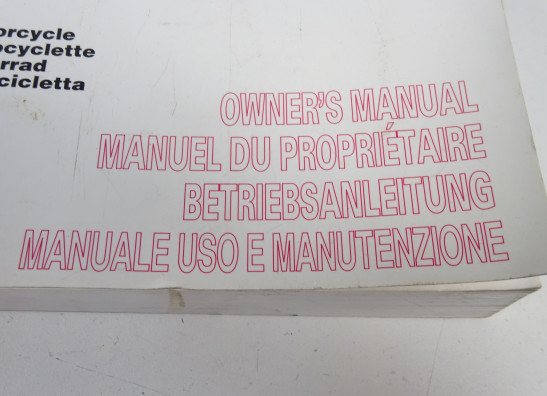 orcycle
ocyclette
rrad
cicletta
OWNER'S MANUAL
MANUEL DU PROPRIÉTAIRE
BETRIEBSANLEITUNG
MANUALE USO E MANUTENZIONE